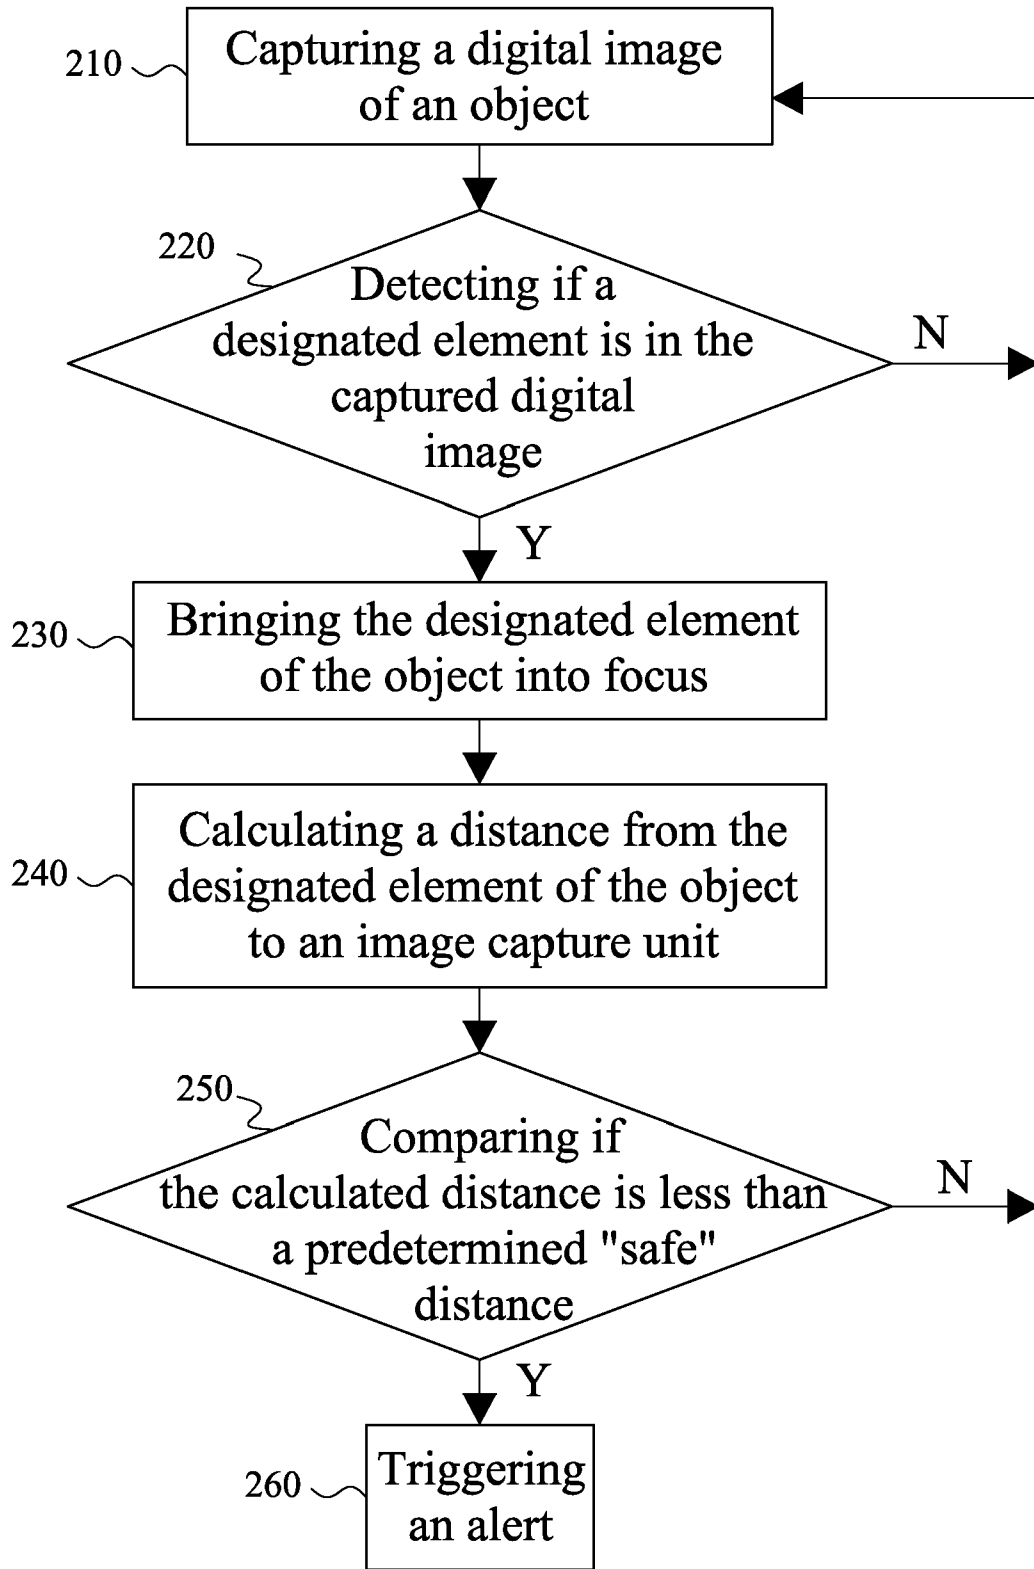 210
Capturing a digital image
of an object
220
Detecting if a
designated element is in the
captured digital
image
N
Y
230
Bringing the designated element
of the object into focus
240
Calculating a distance from the
designated element of the object
to an image capture unit
250
Comparing if
the calculated distance is less than
a predetermined "safe"
distance
N
Y
260
Triggering
an alert